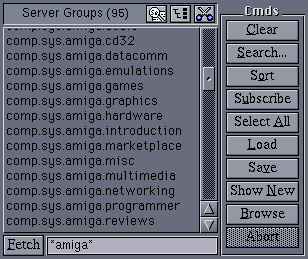 Server Groups (95)
Cmds
comp.sys.amiga.cd32
comp.sys.amiga.datacomm
comp.sys.amiga.emulations
comp.sys.amiga.games
comp.sys.amiga.graphics
comp.sys.amiga.hardware
comp.sys.amiga.introduction
comp.sys.amiga.marketplace
comp.sys.amiga.misc
comp.sys.amiga.multimedia
comp.sys.amiga.networking
comp.sys.amiga.programmer
comp.sys.amiga.reviews
Fetch
*amiga*
Clear
Search...
Sort
Subscribe
Select All
Load
Save
Show New
Browse
Abort